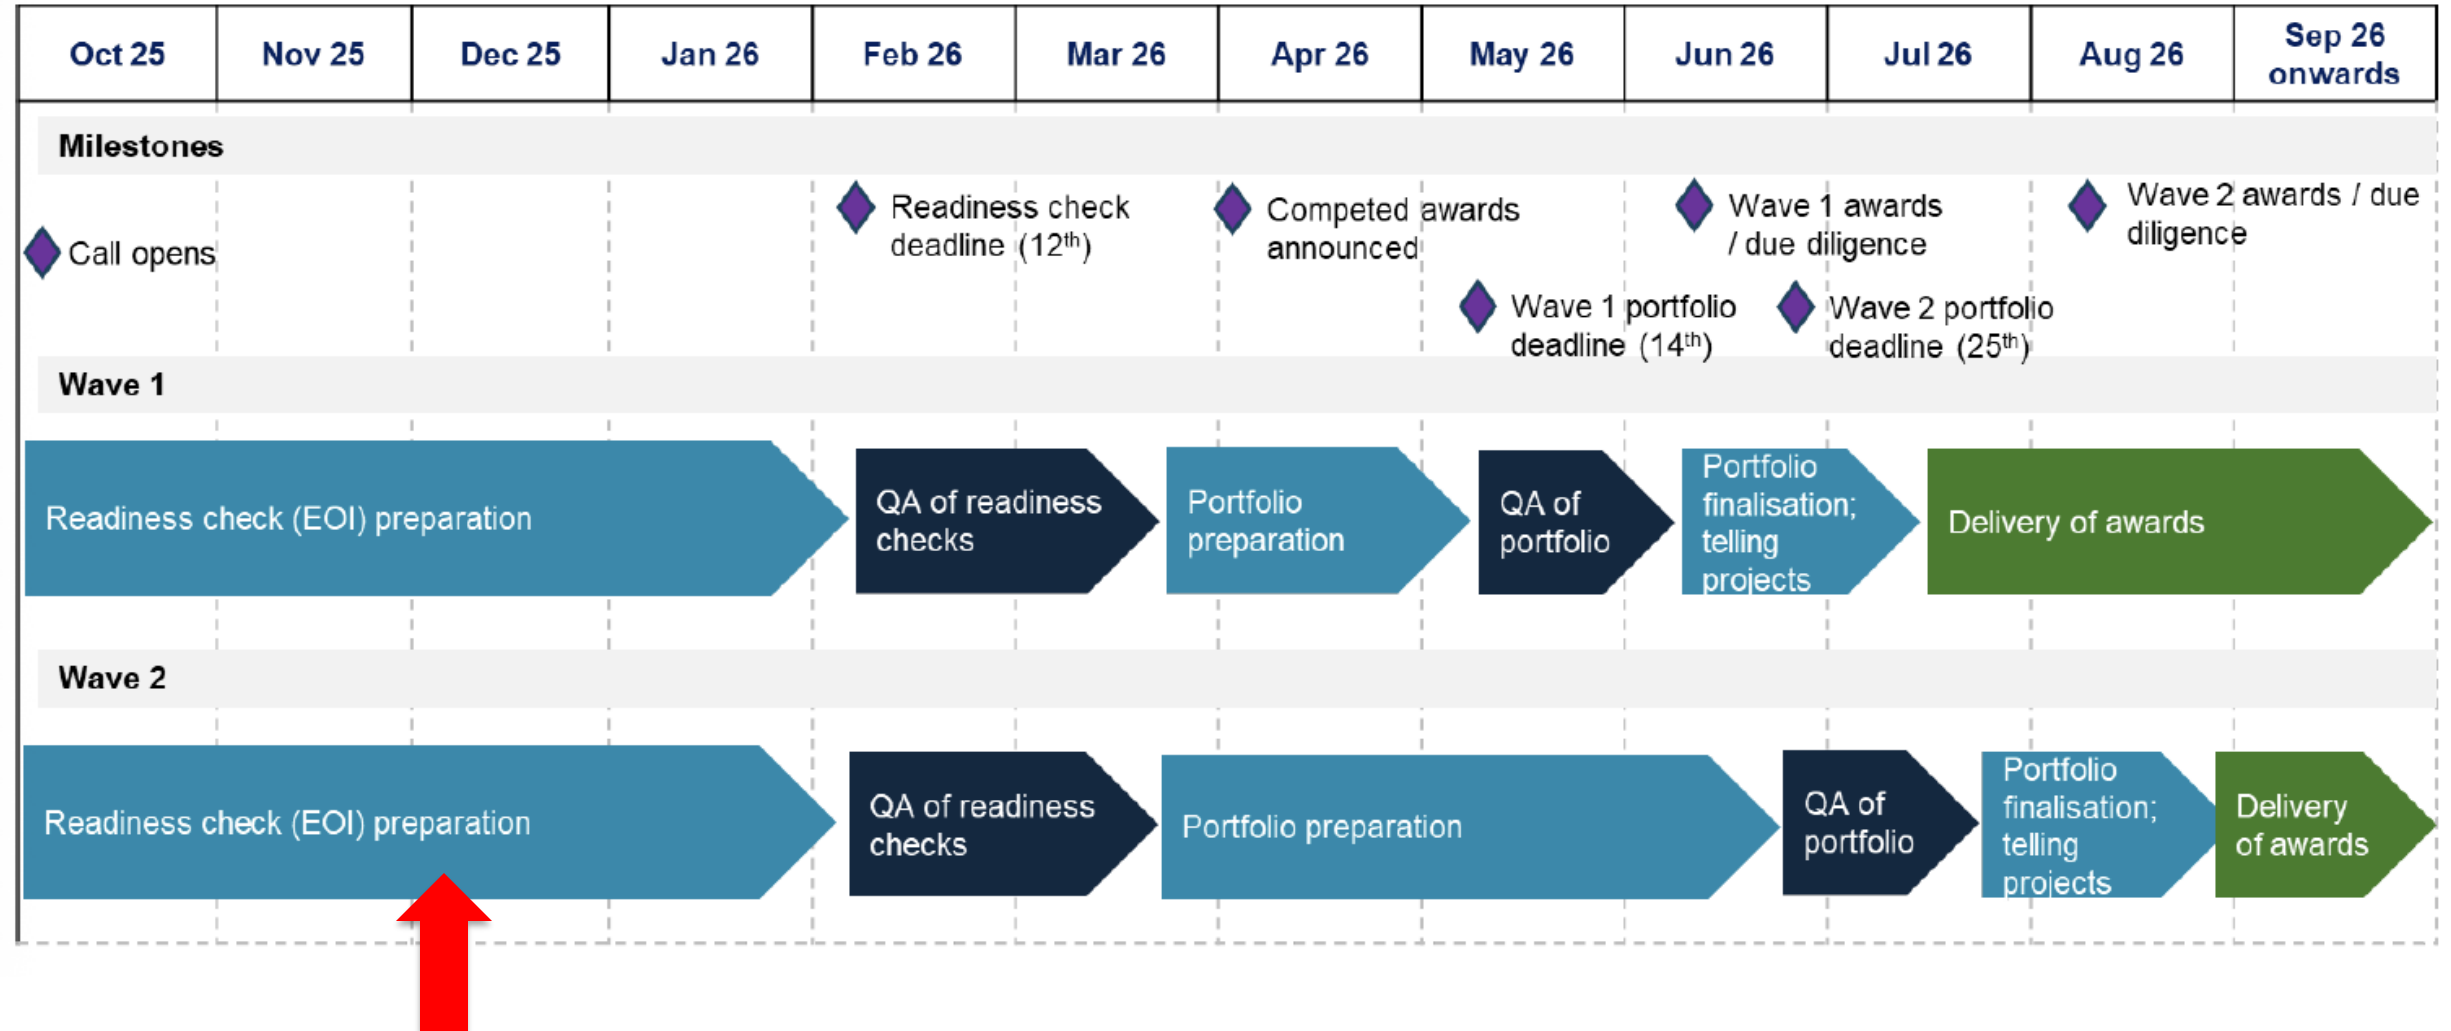 Oct 25
Nov 25
Dec 25
Jan 26
Feb 26
Mar 26
Apr 26
May 26
Jun 26
Jul 26
Aug 26
Sep 26
onwards
Milestones
Call opens
Readiness check
deadline (12th)
Competed awards
announced
Wave 1 portfolio
deadline (14th)
Wave 1 awards
/ due diligence
Wave 2 portfolio
deadline (25th)
Wave 2 awards / due
diligence
Wave 1
Readiness check (EOI) preparation
QA of readiness
checks
Portfolio
preparation
QA of
portfolio
Portfolio
finalisation;
telling
projects
Delivery of awards
Wave 2
Readiness check (EOI) preparation
QA of readiness
checks
Portfolio preparation
QA of
portfolio
Portfolio
finalisation;
telling
projects
Delivery
of awards